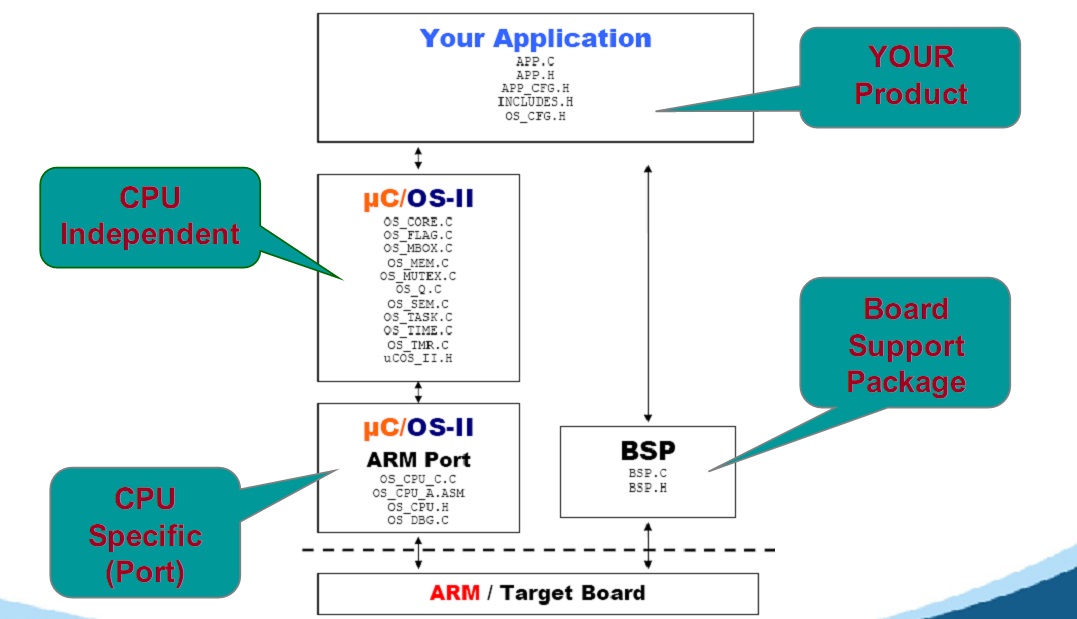 Your Application
APP.C
APP.H
APP_CFG.H
INCLUDES.H
OS_CFG.H
YOUR
Product
CPU
Independent
µC/OS-II
OS_CORE.C
OS_FLAG.C
OS_MBOX.C
OS_MEM.C
OS_MUTEX.C
OS_Q.C
OS_SEM.C
OS_TASK.C
OS_TIME.C
OS_TMR.C
uCOS_II.H
Board
Support
Package
µC/OS-II
ARM Port
OS_CPU_C.C
OS_CPU_A.ASM
OS_CPU.H
OS_DBG.C
BSP
BSP.C
BSP.H
CPU
Specific
(Port)
ARM / Target Board